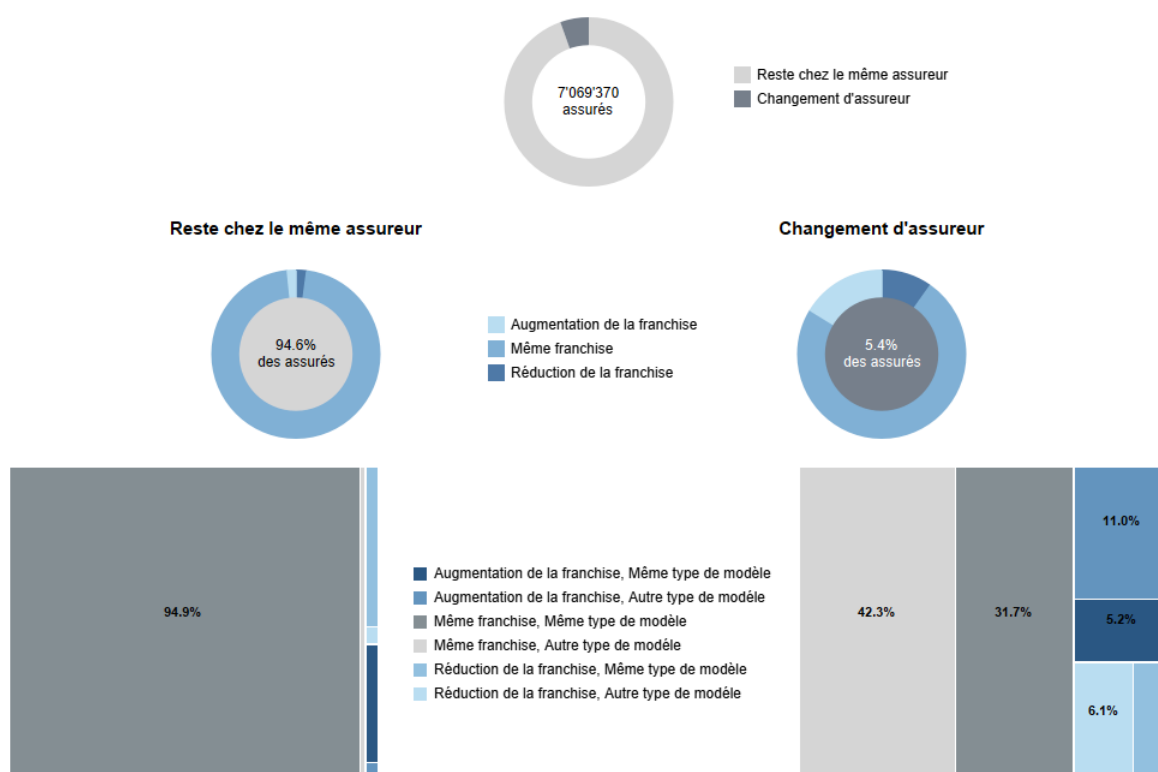 7'069'370
assurés
Reste chez le même assureur
Changement d'assureur
Reste chez le même assureur
Changement d'assureur
94.6%
des assurés
Augmentation de la franchise
Même franchise
Réduction de la franchise
5.4%
des assurés
94.9%
Augmentation de la franchise, Même type de modèle
Augmentation de la franchise, Autre type de modéle
Même franchise, Même type de modèle
Même franchise, Autre type de modéle
Réduction de la franchise, Même type de modèle
Réduction de la franchise, Autre type de modéle
42.3%
31.7%
11.0%
5.2%
6.1%